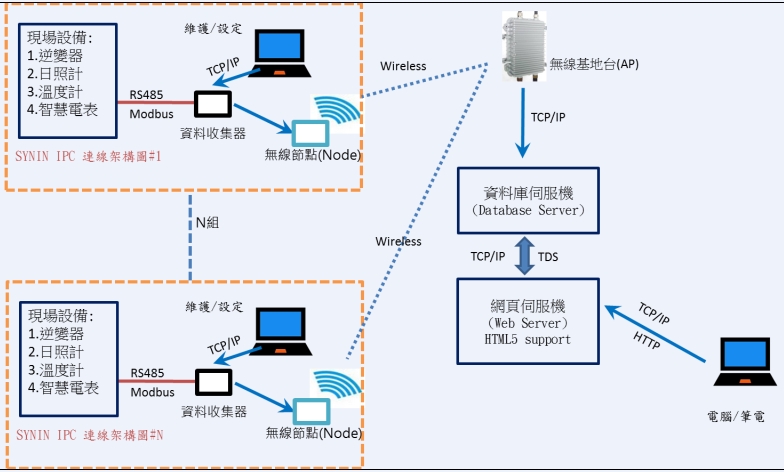 現場設備:
1.逆變器
2.日照計
3.溫度計
4.智慧電表
SYNIN IPC 連線架構圖#1
RS485
Modbus
維護/設定
TCP/IP
資料收集器
無線節點(Node)
Wireless
無線基地台(AP)
TCP/IP
資料庫伺服機
(Database Server)
TCP/IP
TDS
網頁伺服機
(Web Server)
HTML5 support
TCP/IP
HTTP
電腦/筆電
N組
Wireless
現場設備:
1.逆變器
2.日照計
3.溫度計
4.智慧電表
SYNIN IPC 連線架構圖#N
RS485
Modbus
維護/設定
TCP/IP
資料收集器
無線節點(Node)